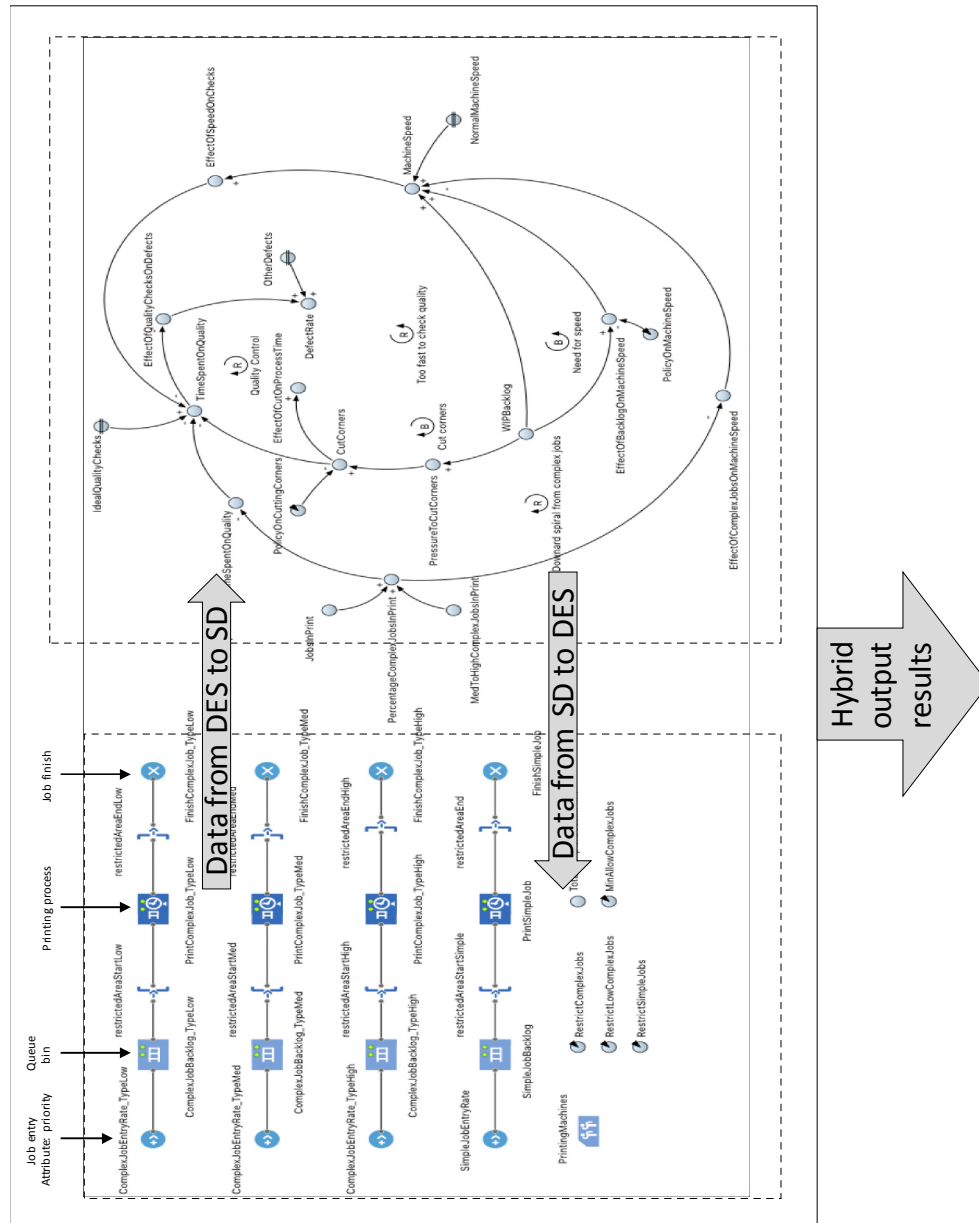 Job entry
Attribute: priority
Queue
bin
Printing process
Job finish
ComplexJobEntryRate_TypeLow
ComplexJobBacklog_TypeLow
restrictedAreaStartLow
PrintComplexJob_TypeLow
restrictedAreaEndLow
FinishComplexJob_TypeLow
ComplexJobEntryRate_TypeMed
ComplexJobBacklog_TypeMed
restrictedAreaStartMed
PrintComplexJob_TypeMed
restrictedAreaEndMed
FinishComplexJob_TypeMed
ComplexJobEntryRate_TypeHigh
ComplexJobBacklog_TypeHigh
restrictedAreaStartHigh
PrintComplexJob_TypeHigh
restrictedAreaEndHigh
FinishComplexJob_TypeHigh
SimpleJobEntryRate
SimpleJobBacklog
restrictedAreaStartSimple
PrintSimpleJob
restrictedAreaEnd
FinishSimpleJob
PrintingMachines
RestrictComplexJobs
RestrictLowComplexJobs
RestrictSimpleJobs
MinAllowComplexJobs
Data from DES to SD
Data from SD to DES
IdealQualityChecks
EffectOfSpeedOnChecks
EffectOfQualityChecksOnDefects
TimeSpentOnQuality
OtherDefects
DefectRate
R
Quality Control
EffectOfCutOnProcessTime
PolicyOnCuttingCorners
CutCorners
B
Cut corners
PressureToCutCorners
R
Too fast to check quality
MachineSpeed
NormalMachineSpeed
WIPBacklog
B
Need for speed
EffectOfBacklogOnMachineSpeed
PolicyOnMachineSpeed
R
Downard spiral from complex jobs
JobsInPrint
PercentageComplexJobsInPrint
MedToHighComplexJobsInPrint
EffectOfComplexJobsOnMachineSpeed
Hybrid
output
results